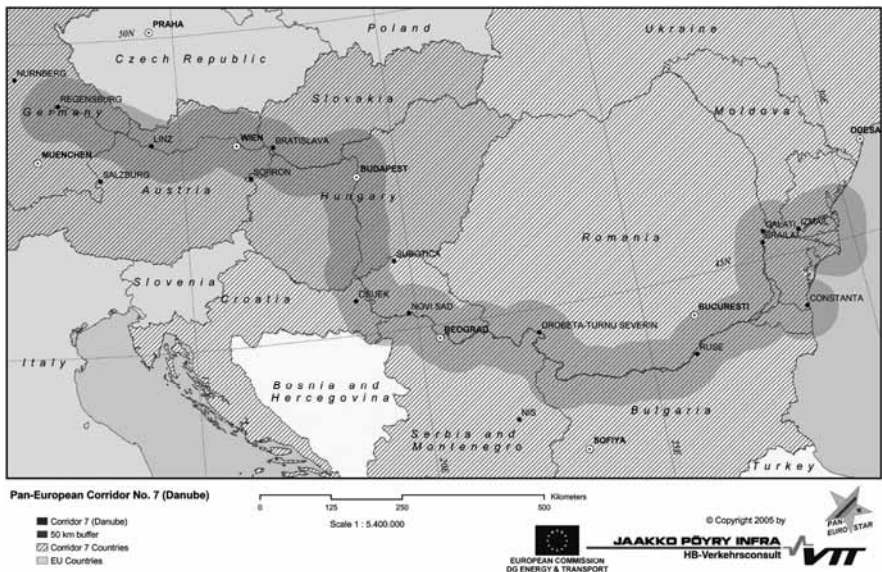 PRAHA
50N
Poland
Ukraine
Czech Republic
NURNBERG
REGENSBURG
Germany
Slovakia
Moldova
30E
ODESA
LINZ
WIEN
BRATISLAVA
MUENCHEN
SALZBURG
SOPRON
BUDAPEST
Austria
Hungary
GALATI
IZMAIL
BRAILA
Romania
SUBOTICA
45N
Slovenia
Croatia
OSIJEK
NOVI SAD
BEOGRAD
DROBETA-TURNU SEVERIN
BUCURESTI
CONSTANTA
RUSE
Italy
Bosnia and
Hercegovina
NIS
Bulgaria
Serbia and
Montenegro
20E
SOFIYA
25E
Turkey
Pan-European Corridor No. 7 (Danube)
Corridor 7 (Danube)
50 km buffer
Corridor 7 Countries
EU Countries
Kilometers
0 125 250 500
Scale 1 : 5.400.000
EUROPEAN COMMISSION
DG ENERGY & TRANSPORT
© Copyright 2005 by
JAAKKO PÖYRY INFRA
HB-Verkehrsconsult
VTT
PAN-
EURO STAR